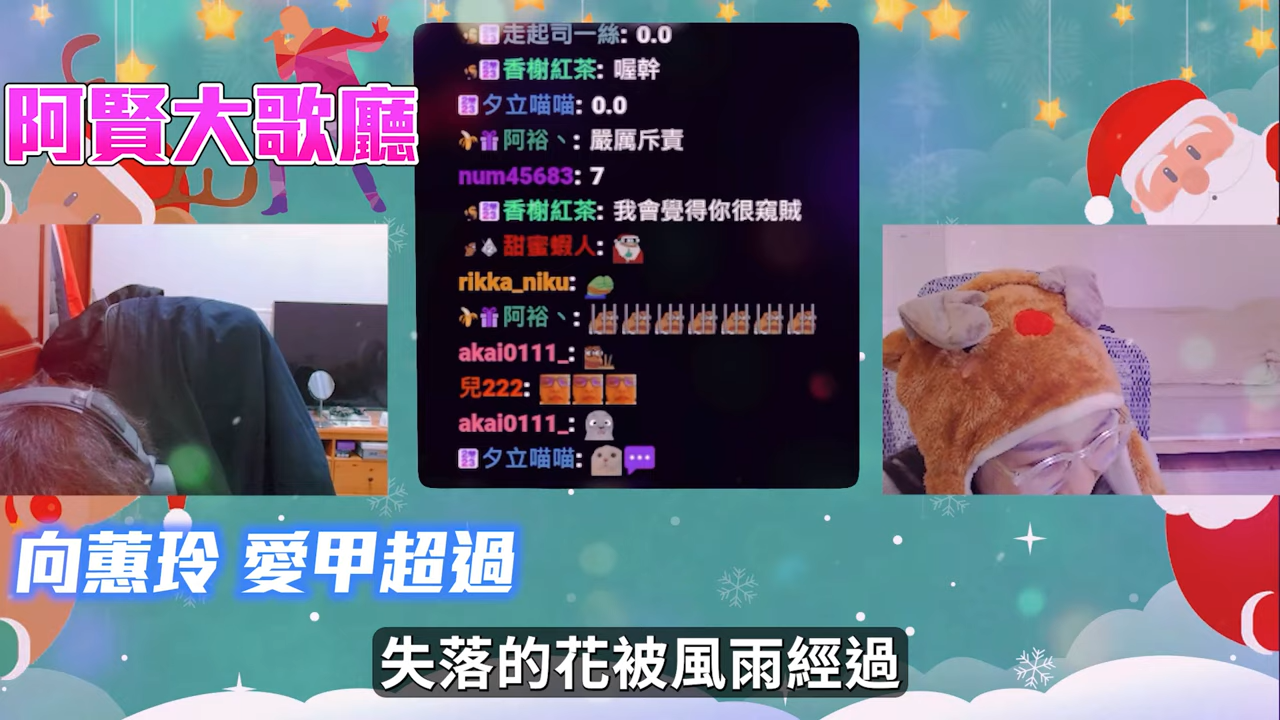 走起司一絲: 0.0
阿賢大歌廳
香榭紅茶: 喔幹
夕立喵喵: 0.0
阿裕丶: 嚴厲斥責
num45683: 7
香榭紅茶: 我會覺得你很窺賊
甜蜜蝦人:
rikka_niku:
阿裕丶:
akai0111_:
兒222:
akai0111_:
夕立喵喵:
向蕙玲 愛甲超過
失落的花被風雨經過